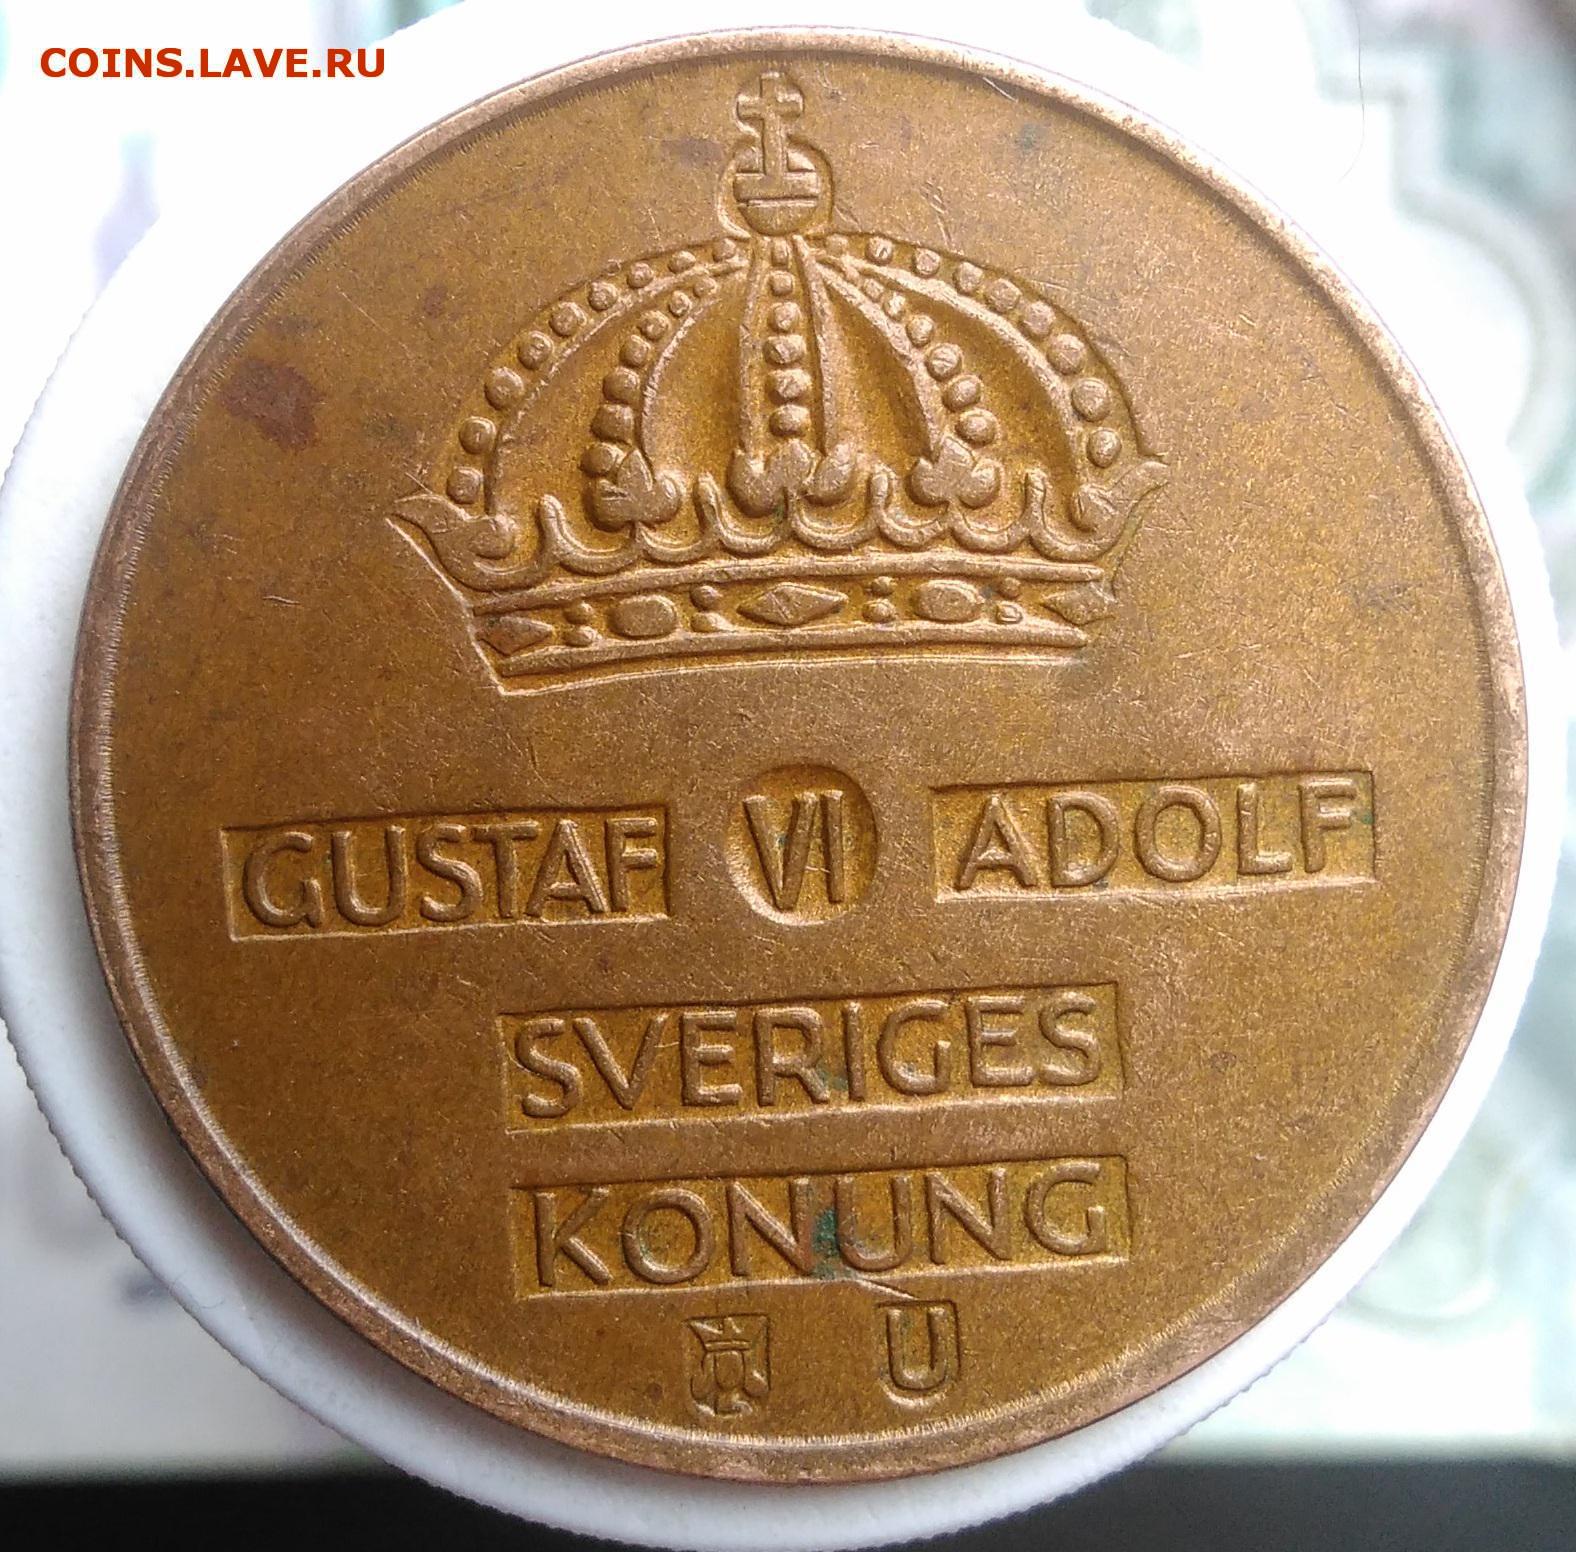 COINS.LAVE.RU
GUSTAF VI ADOLF
SVERIGES
KONUNG
U